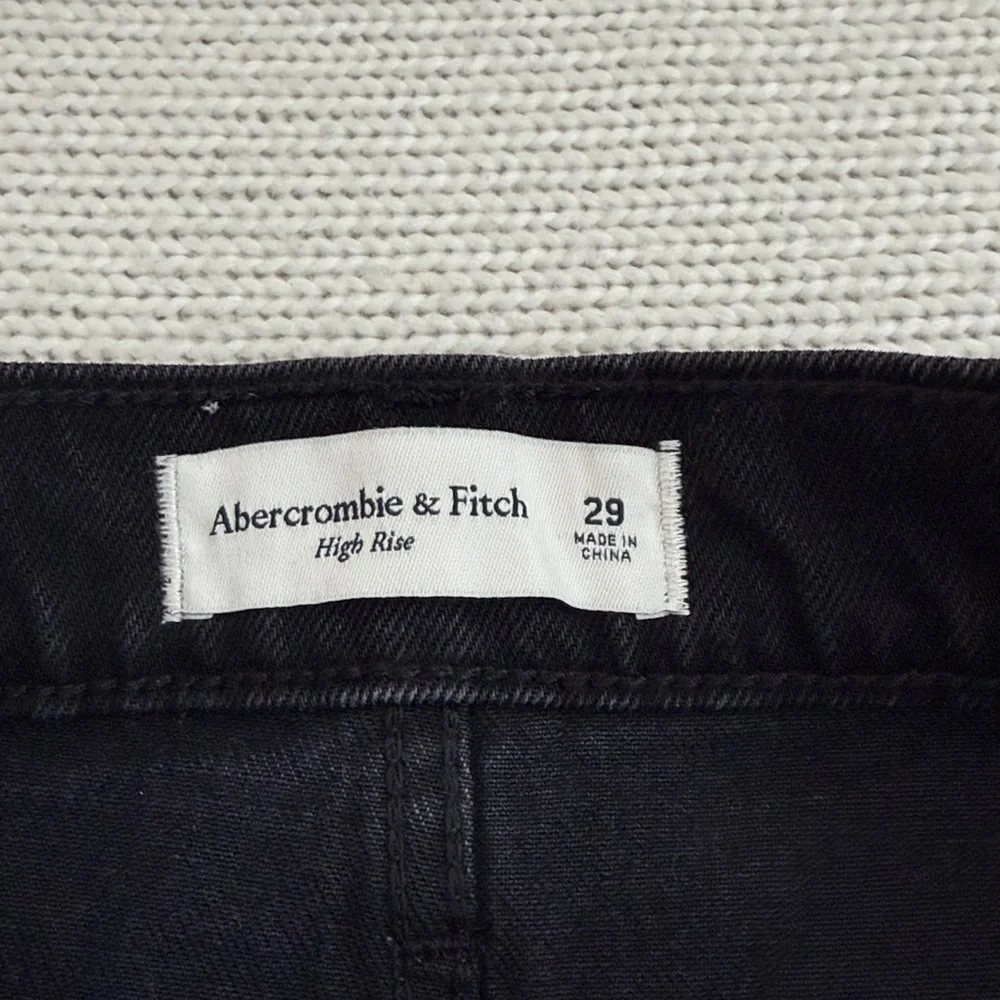 Abercrombie & Fitch
High Rise
29
MADE IN
CHINA